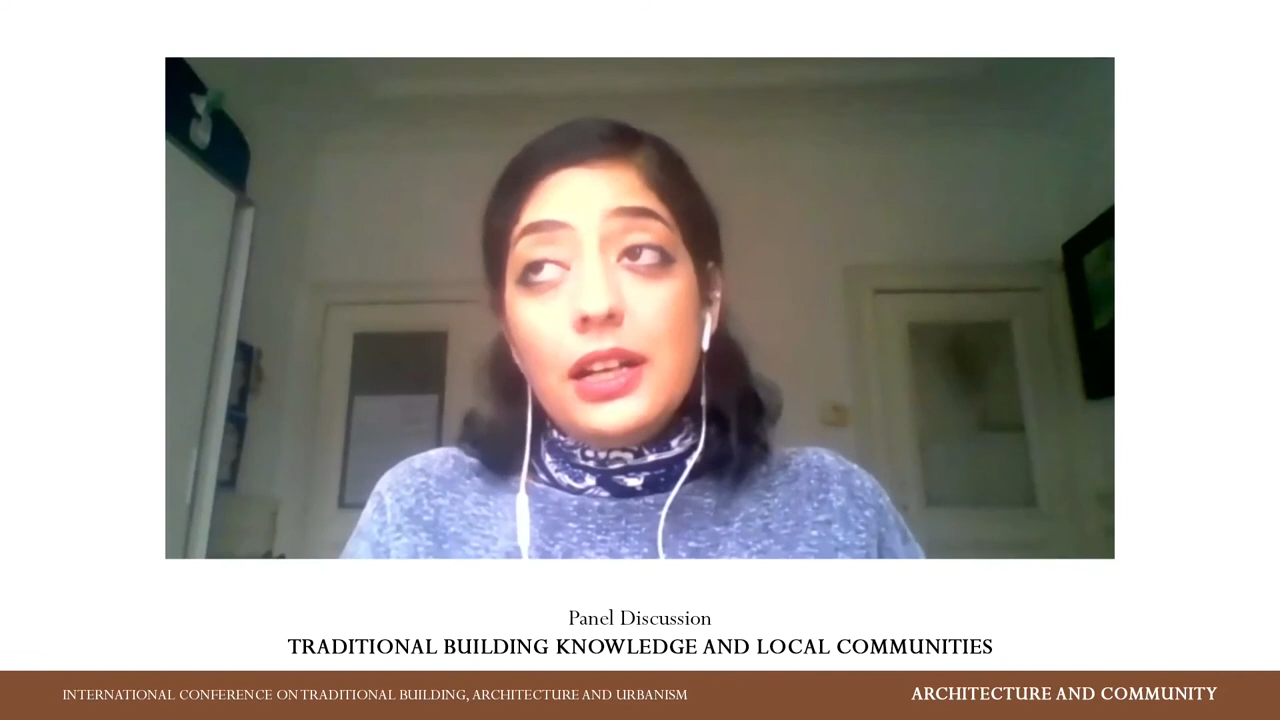 Panel Discussion
TRADITIONAL BUILDING KNOWLEDGE AND LOCAL COMMUNITIES
INTERNATIONAL CONFERENCE ON TRADITIONAL BUILDING, ARCHITECTURE AND URBANISM
ARCHITECTURE AND COMMUNITY